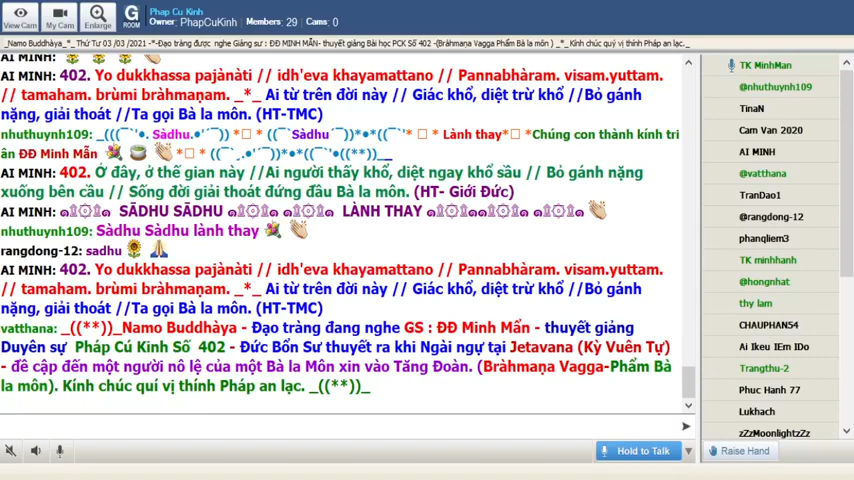 Phap Cu Kinh
Owner: PhapCuKinh Members: 29 Cams: 0
View Cam My Cam Enlarge G ROOM
_Namo Buddhàya_*_ Thứ Tư 03 /03 /2021 -*-Đạo tràng được nghe Giảng sư : ĐĐ MINH MẪN- thuyết giảng Bài học PCK Số 402 -(Bràhmaṇa Vagga Phẩm Bà la môn ) _*_ Kính chúc quý vị thính Pháp an lạc._
AI MINH:
AI MINH: 402. Yo dukkhassa pajànàti // idh'eva khayamattano // Pannabhàram. visam.yuttam.
// tamaham. brùmi bràhmaṇam. _*_ Ai từ trên đời này // Giác khổ, diệt trừ khổ //Bỏ gánh
nặng, giải thoát //Ta gọi Bà la môn. (HT-TMC)
nhuthuynh109: Sàdhu. Sàdhu Lành thay Chúng con thành kính tri
ân ĐĐ Minh Mẫn
AI MINH: 402. Ở đây, ở thế gian này //Ai người thấy khổ, diệt ngay khổ sầu // Bỏ gánh nặng
xuống bên cầu // Sống đời giải thoát đứng đầu Bà la môn. (HT- Giới Đức)
AI MINH: ๑۩۞۩๑ SĀDHU SĀDHU ๑۩۞۩๑ ๑۩۞۩๑ LÀNH THAY ๑۩۞۩๑๑۩۞۩๑ ๑۩۞۩๑
nhuthuynh109: Sàdhu Sàdhu lành thay
rangdong-12: sadhu
AI MINH: 402. Yo dukkhassa pajànàti // idh'eva khayamattano // Pannabhàram. visam.yuttam.
// tamaham. brùmi bràhmaṇam. _*_ Ai từ trên đời này // Giác khổ, diệt trừ khổ //Bỏ gánh
nặng, giải thoát //Ta gọi Bà la môn. (HT-TMC)
vatthana: _((**))_Namo Buddhàya - Đạo tràng đang nghe GS : ĐĐ Minh Mẩn - thuyết giảng
Duyên sự Pháp Cú Kinh Số 402 - Đức Bổn Sư thuyết ra khi Ngài ngự tại Jetavana (Kỳ Vuên Tự)
- đề cập đến một người nô lệ của một Bà la Môn xin vào Tăng Đoàn. (Bràhmaṇa Vagga-Phẩm Bà
la môn). Kính chúc quí vị thính Pháp an lạc. _((**))_
Hold to Talk
TK MinhMan
@nhuthuynh109
TinaN
Cam Van 2020
AI MINH
@vatthana
TranDao1
@rangdong-12
phanqliem3
TK minhhanh
@hongnhat
thy lam
CHAUPHAN54
Ai Ikeu IEm IDo
Trangthu-2
Phuc Hanh 77
Lukhach
zZzMoonlightzZz
Raise Hand